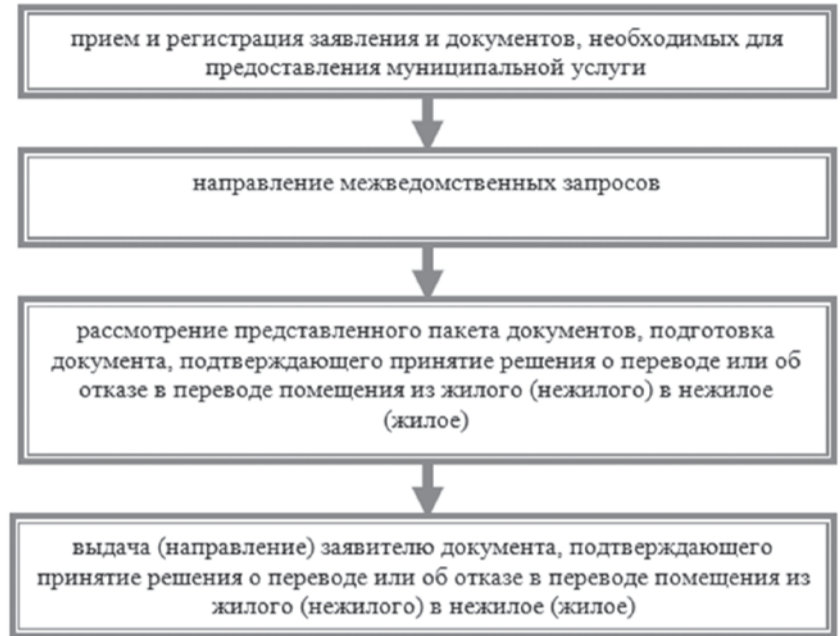 прием и регистрация заявления и документов, необходимых для
предоставления муниципальной услуги
направление межведомственных запросов
рассмотрение представленного пакета документов, подготовка
документа, подтверждающего принятие решения о переводе или об
отказе в переводе помещения из жилого (нежилого) в нежилое
(жилое)
выдача (направление) заявителю документа, подтверждающего
принятие решения о переводе или об отказе в переводе помещения из
жилого (нежилого) в нежилое (жилое)